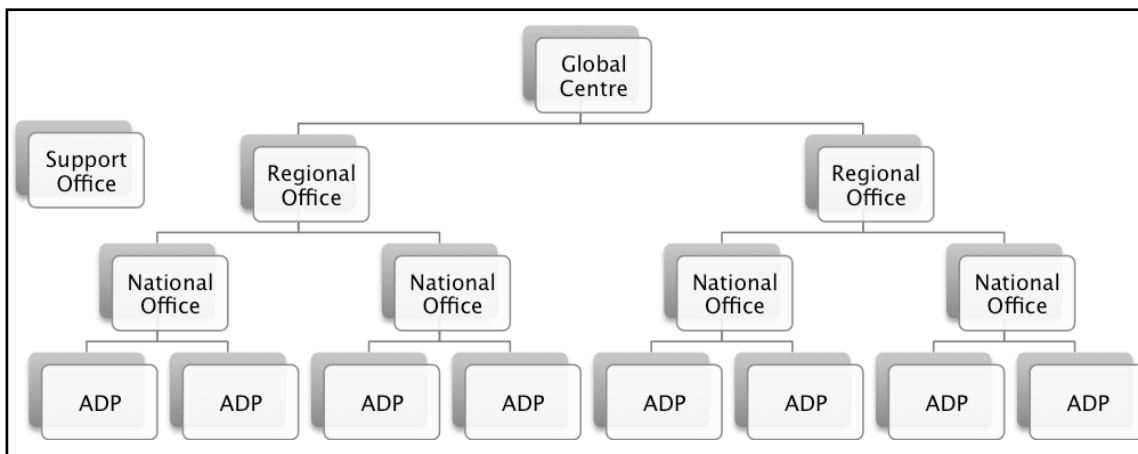 Global
Centre
Support
Office
Regional
Office
Regional
Office
National
Office
National
Office
National
Office
National
Office
ADP
ADP
ADP
ADP
ADP
ADP
ADP
ADP